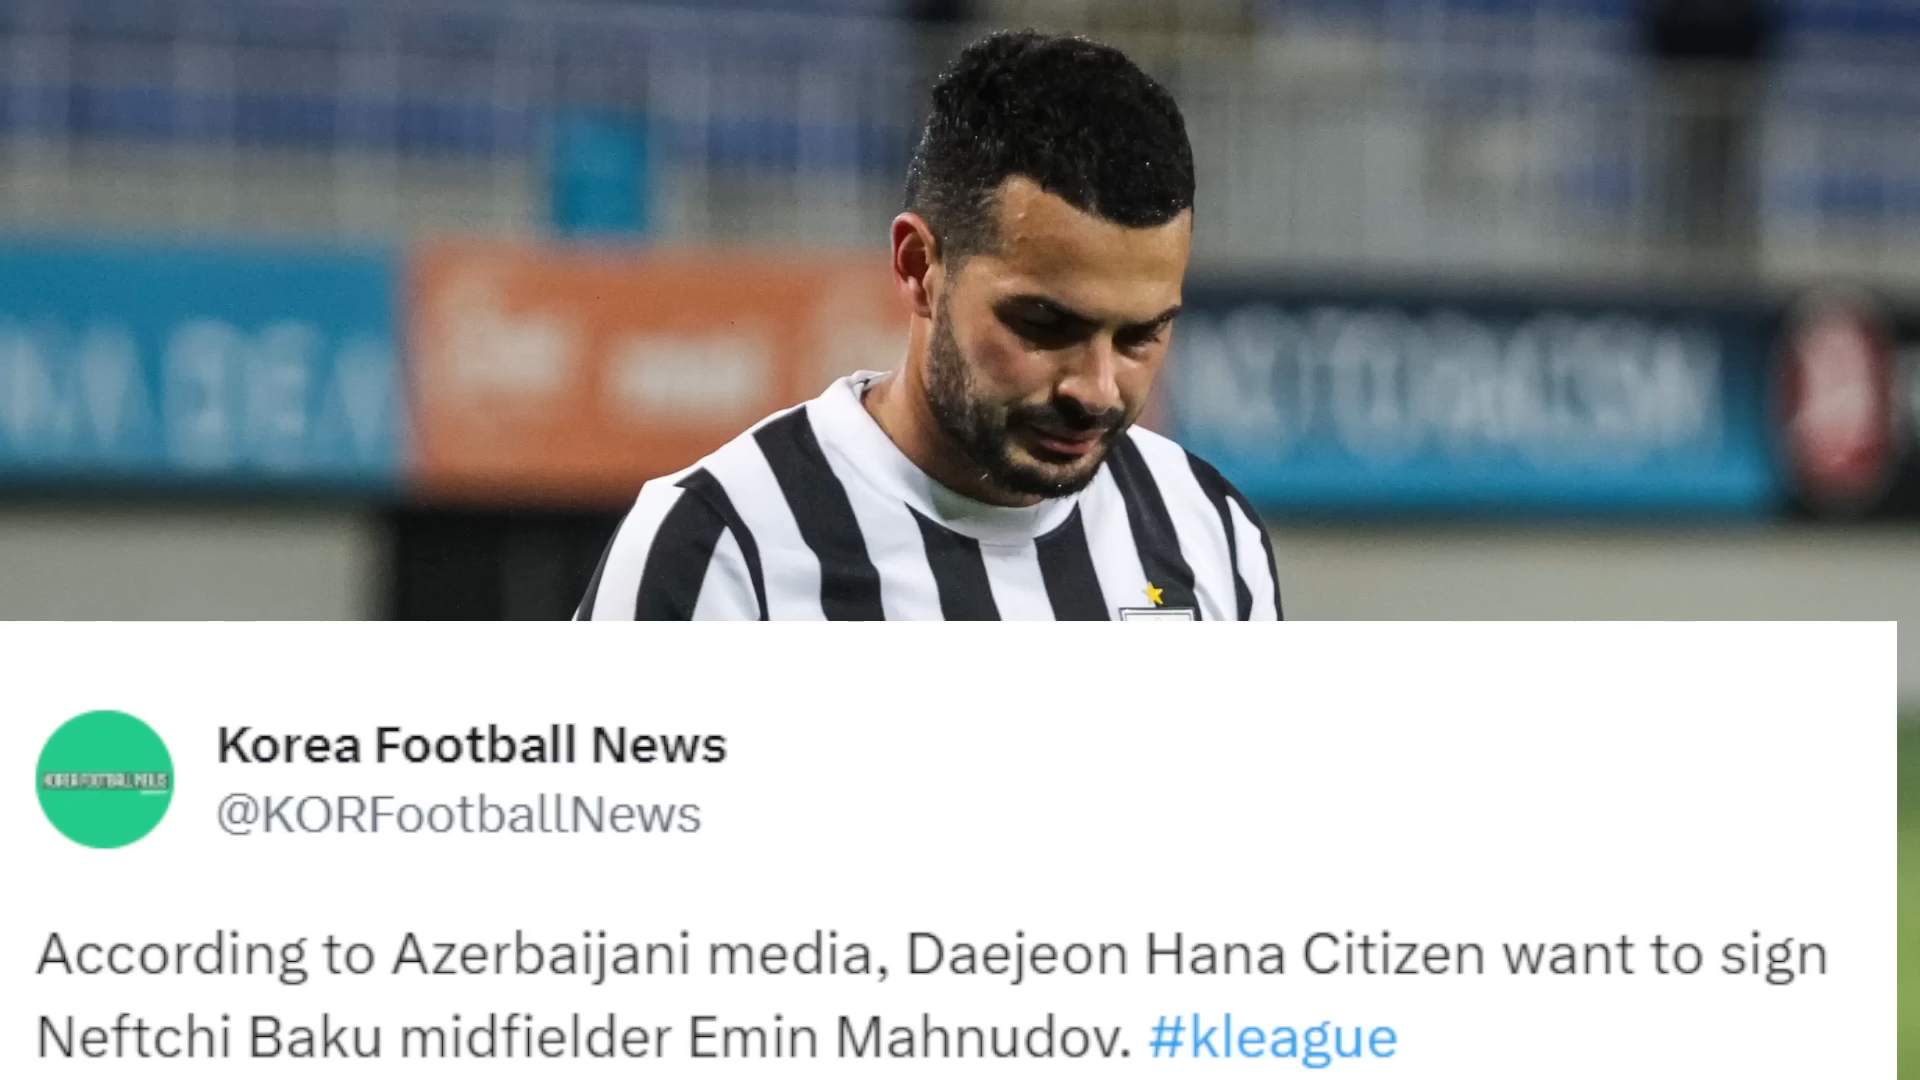 Korea Football News
@KORFootballNews
According to Azerbaijani media, Daejeon Hana Citizen want to sign
Neftchi Baku midfielder Emin Mahnudov. #kleague